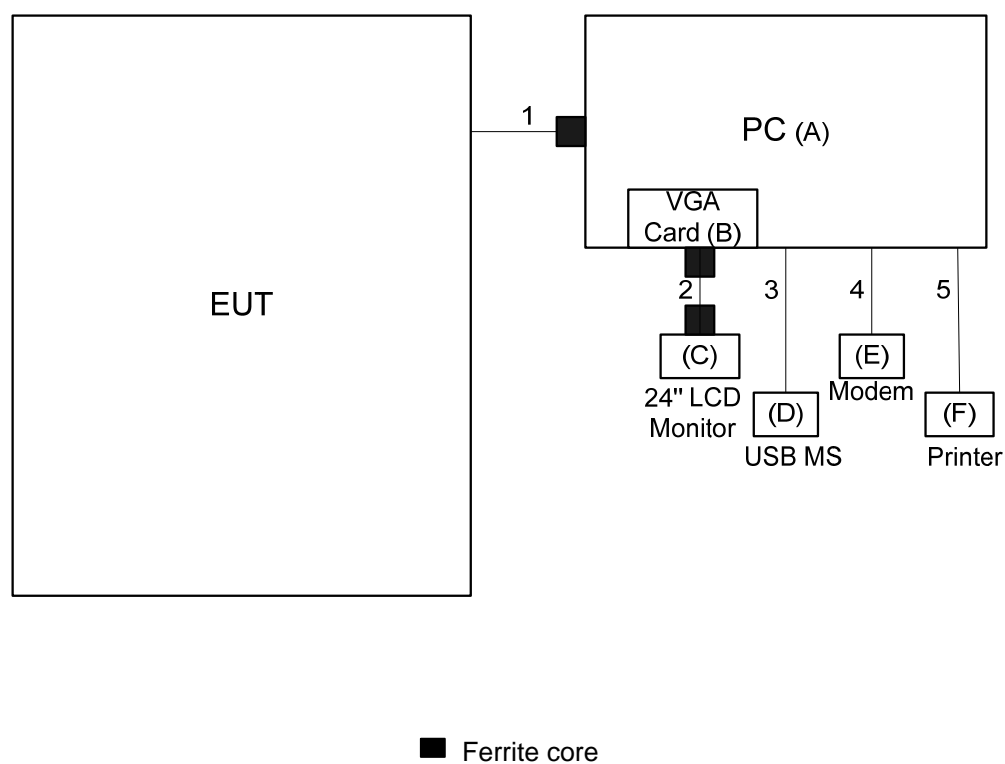 1
PC (A)
VGA
Card (B)
EUT
2
3
4
5
(C)
(E)
24" LCD
Monitor
Modem
(D)
(F)
USB MS
Printer
Ferrite core